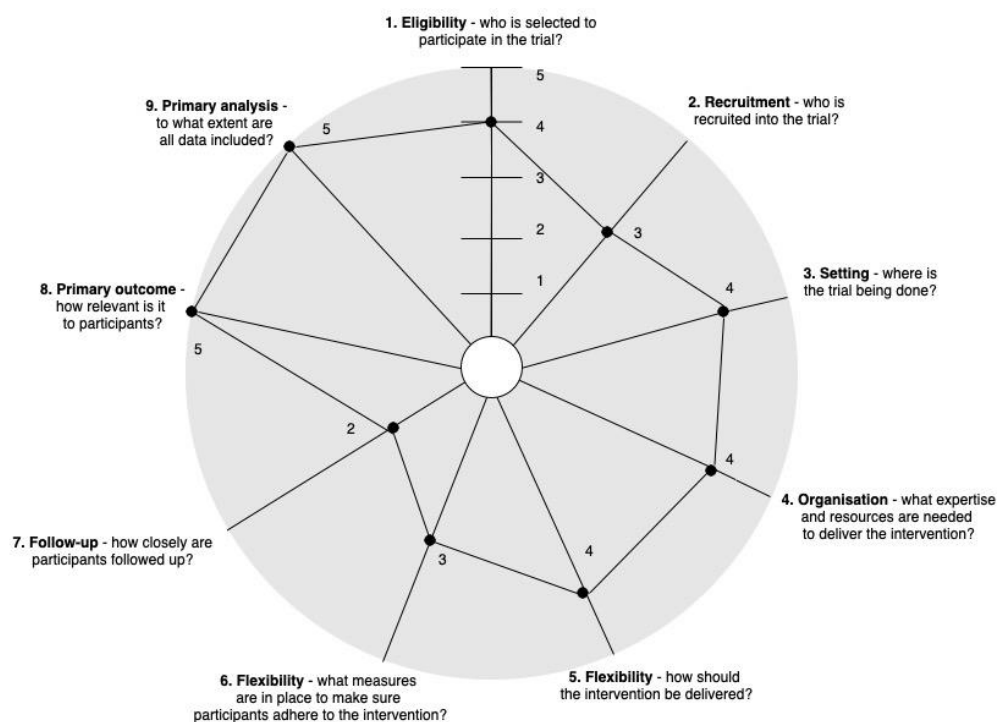 1. Eligibility - who is selected to
participate in the trial?
5
4
3
2
1
2. Recruitment - who is
recruited into the trial?
3
3. Setting - where is
the trial being done?
4
4
4. Organisation - what expertise
and resources are needed
to deliver the intervention?
4
5. Flexibility - how should
the intervention be delivered?
3
6. Flexibility - what measures
are in place to make sure
participants adhere to the intervention?
2
7. Follow-up - how closely are
participants followed up?
8. Primary outcome -
how relevant is it
to participants?
5
9. Primary analysis -
to what extent are
all data included?
5